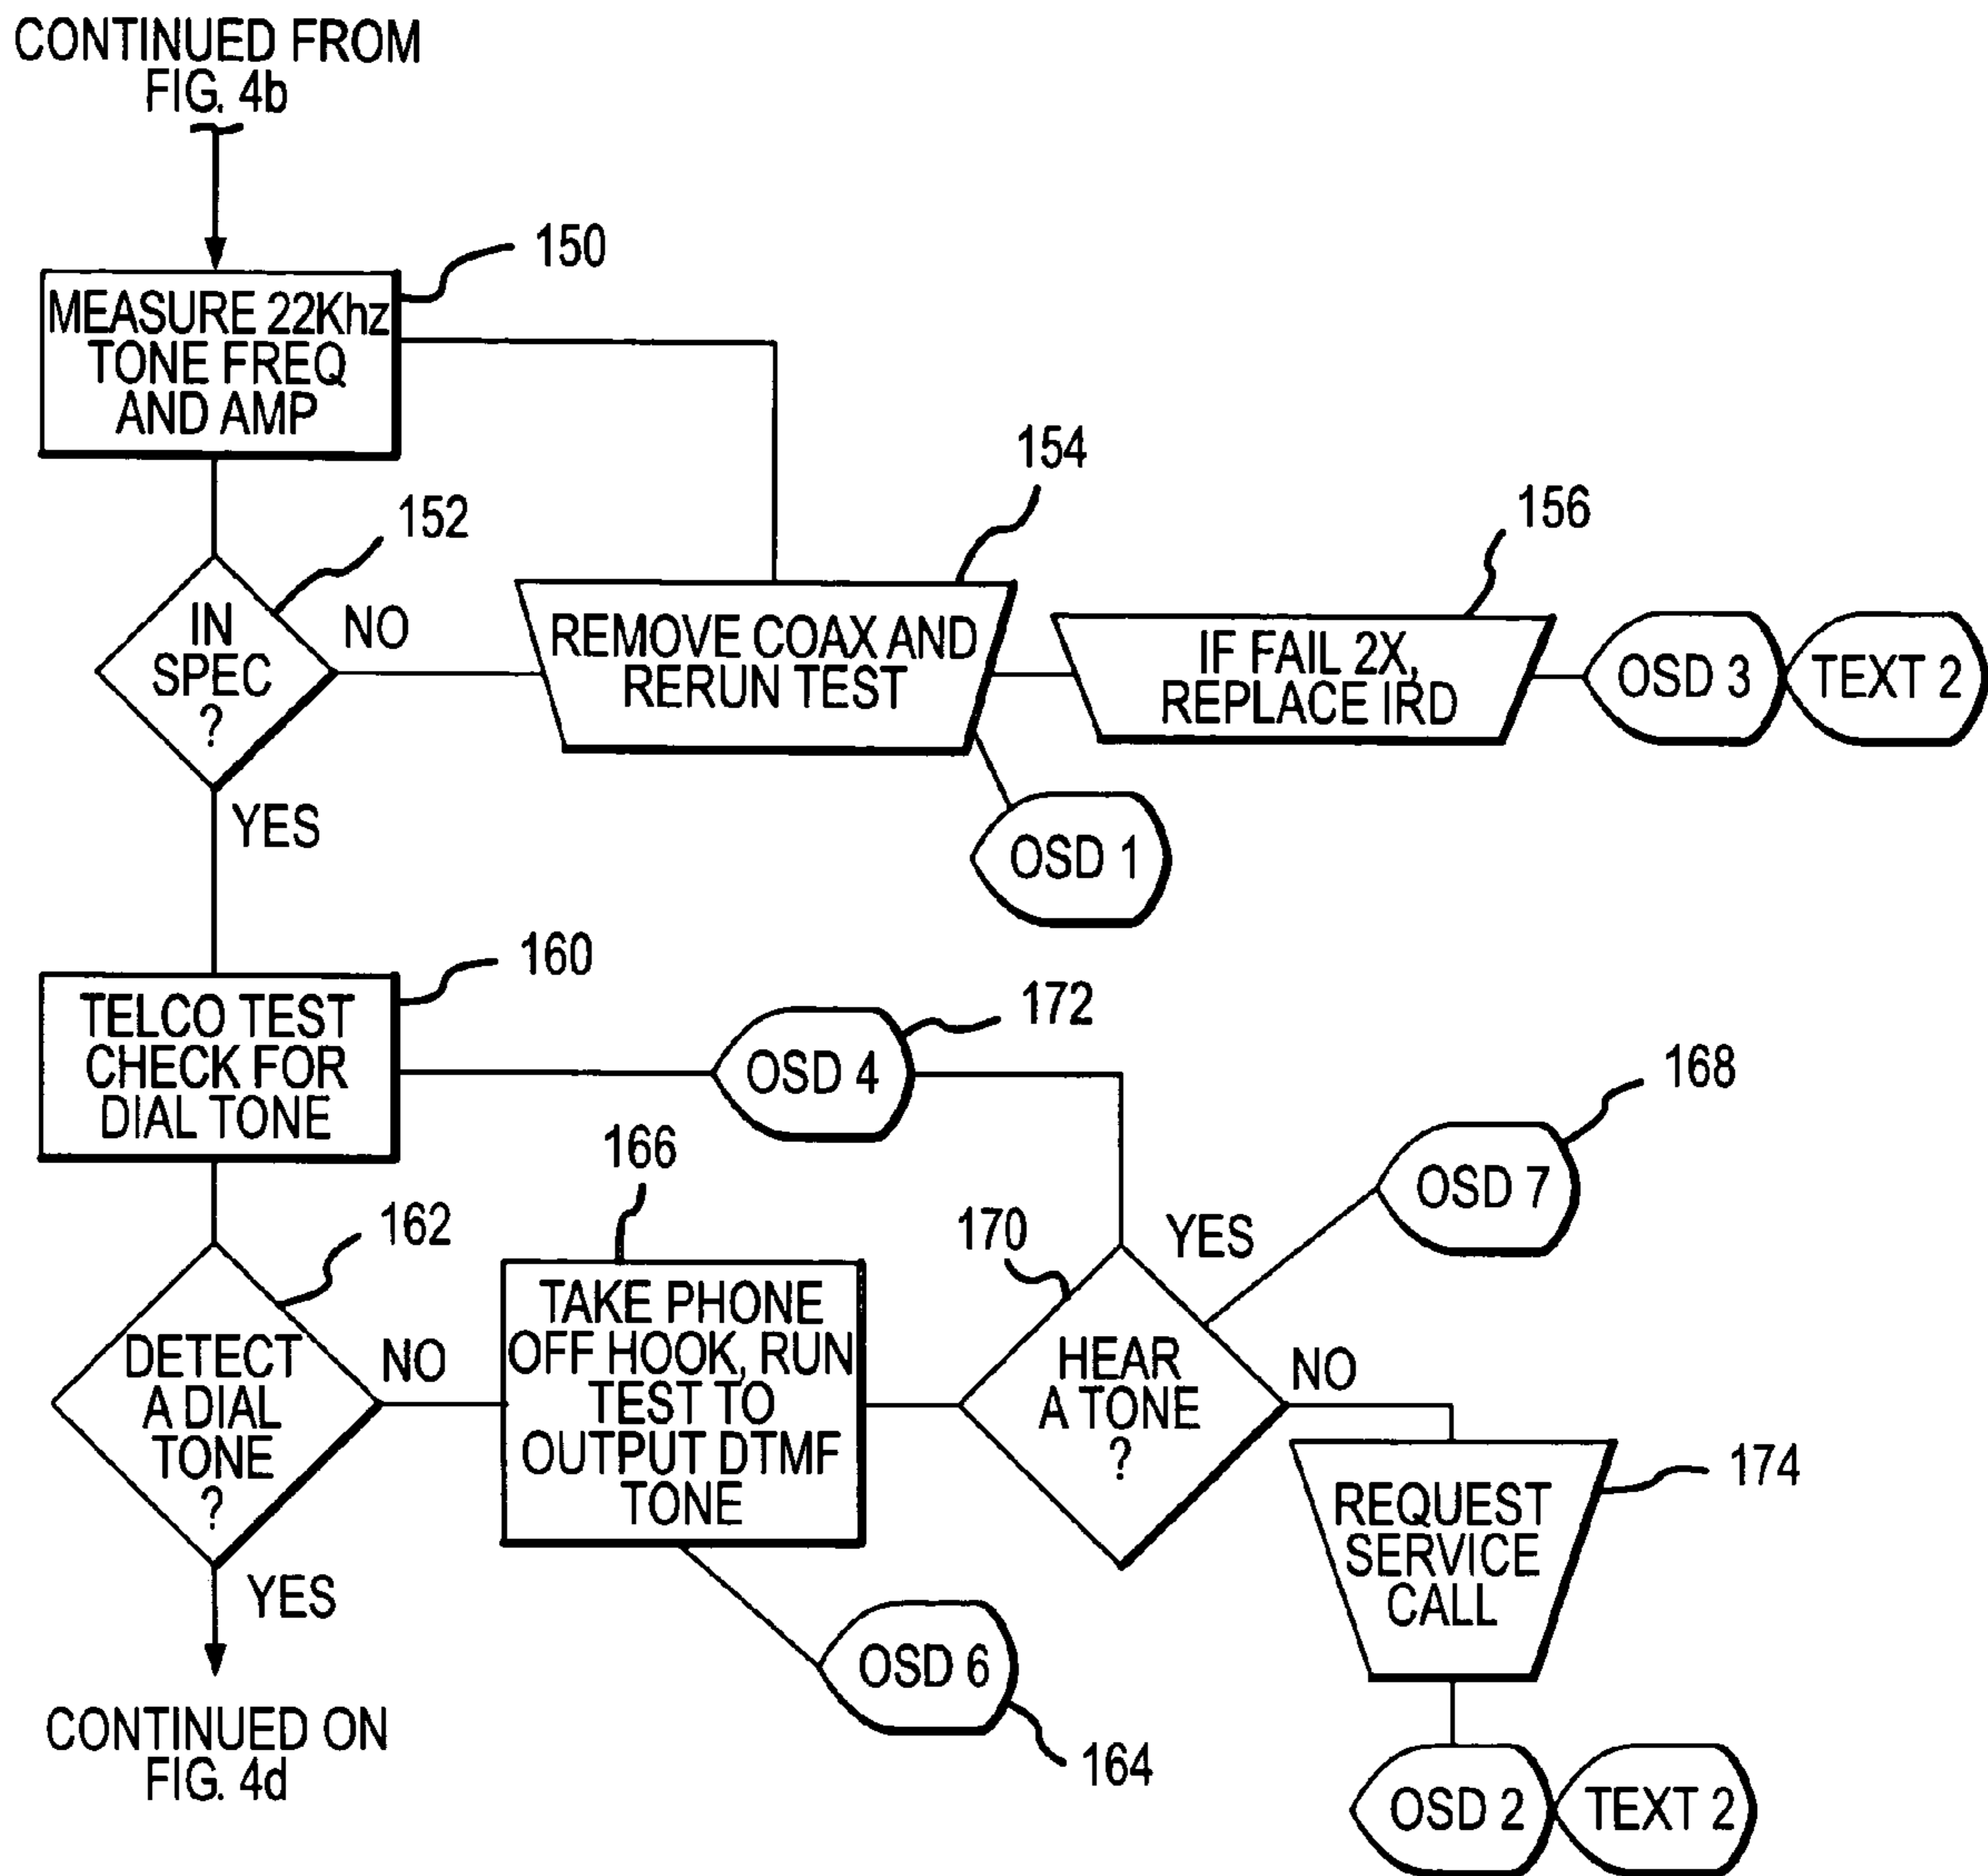 CONTINUED FROM
FIG. 4b
150
MEASURE 22Khz
TONE FREQ
AND AMP
152
IN
SPEC
?
NO
YES
154
REMOVE COAX AND
RERUN TEST
156
IF FAIL 2X,
REPLACE IRD
OSD 3
TEXT 2
OSD 1
160
TELCO TEST
CHECK FOR
DIAL TONE
172
OSD 4
168
OSD 7
162
DETECT
A DIAL
TONE
?
NO
YES
166
TAKE PHONE
OFF HOOK, RUN
TEST TO
OUTPUT DTMF
TONE
170
HEAR
A TONE
?
YES
NO
174
REQUEST
SERVICE
CALL
OSD 6
164
OSD 2
TEXT 2
CONTINUED ON
FIG. 4d